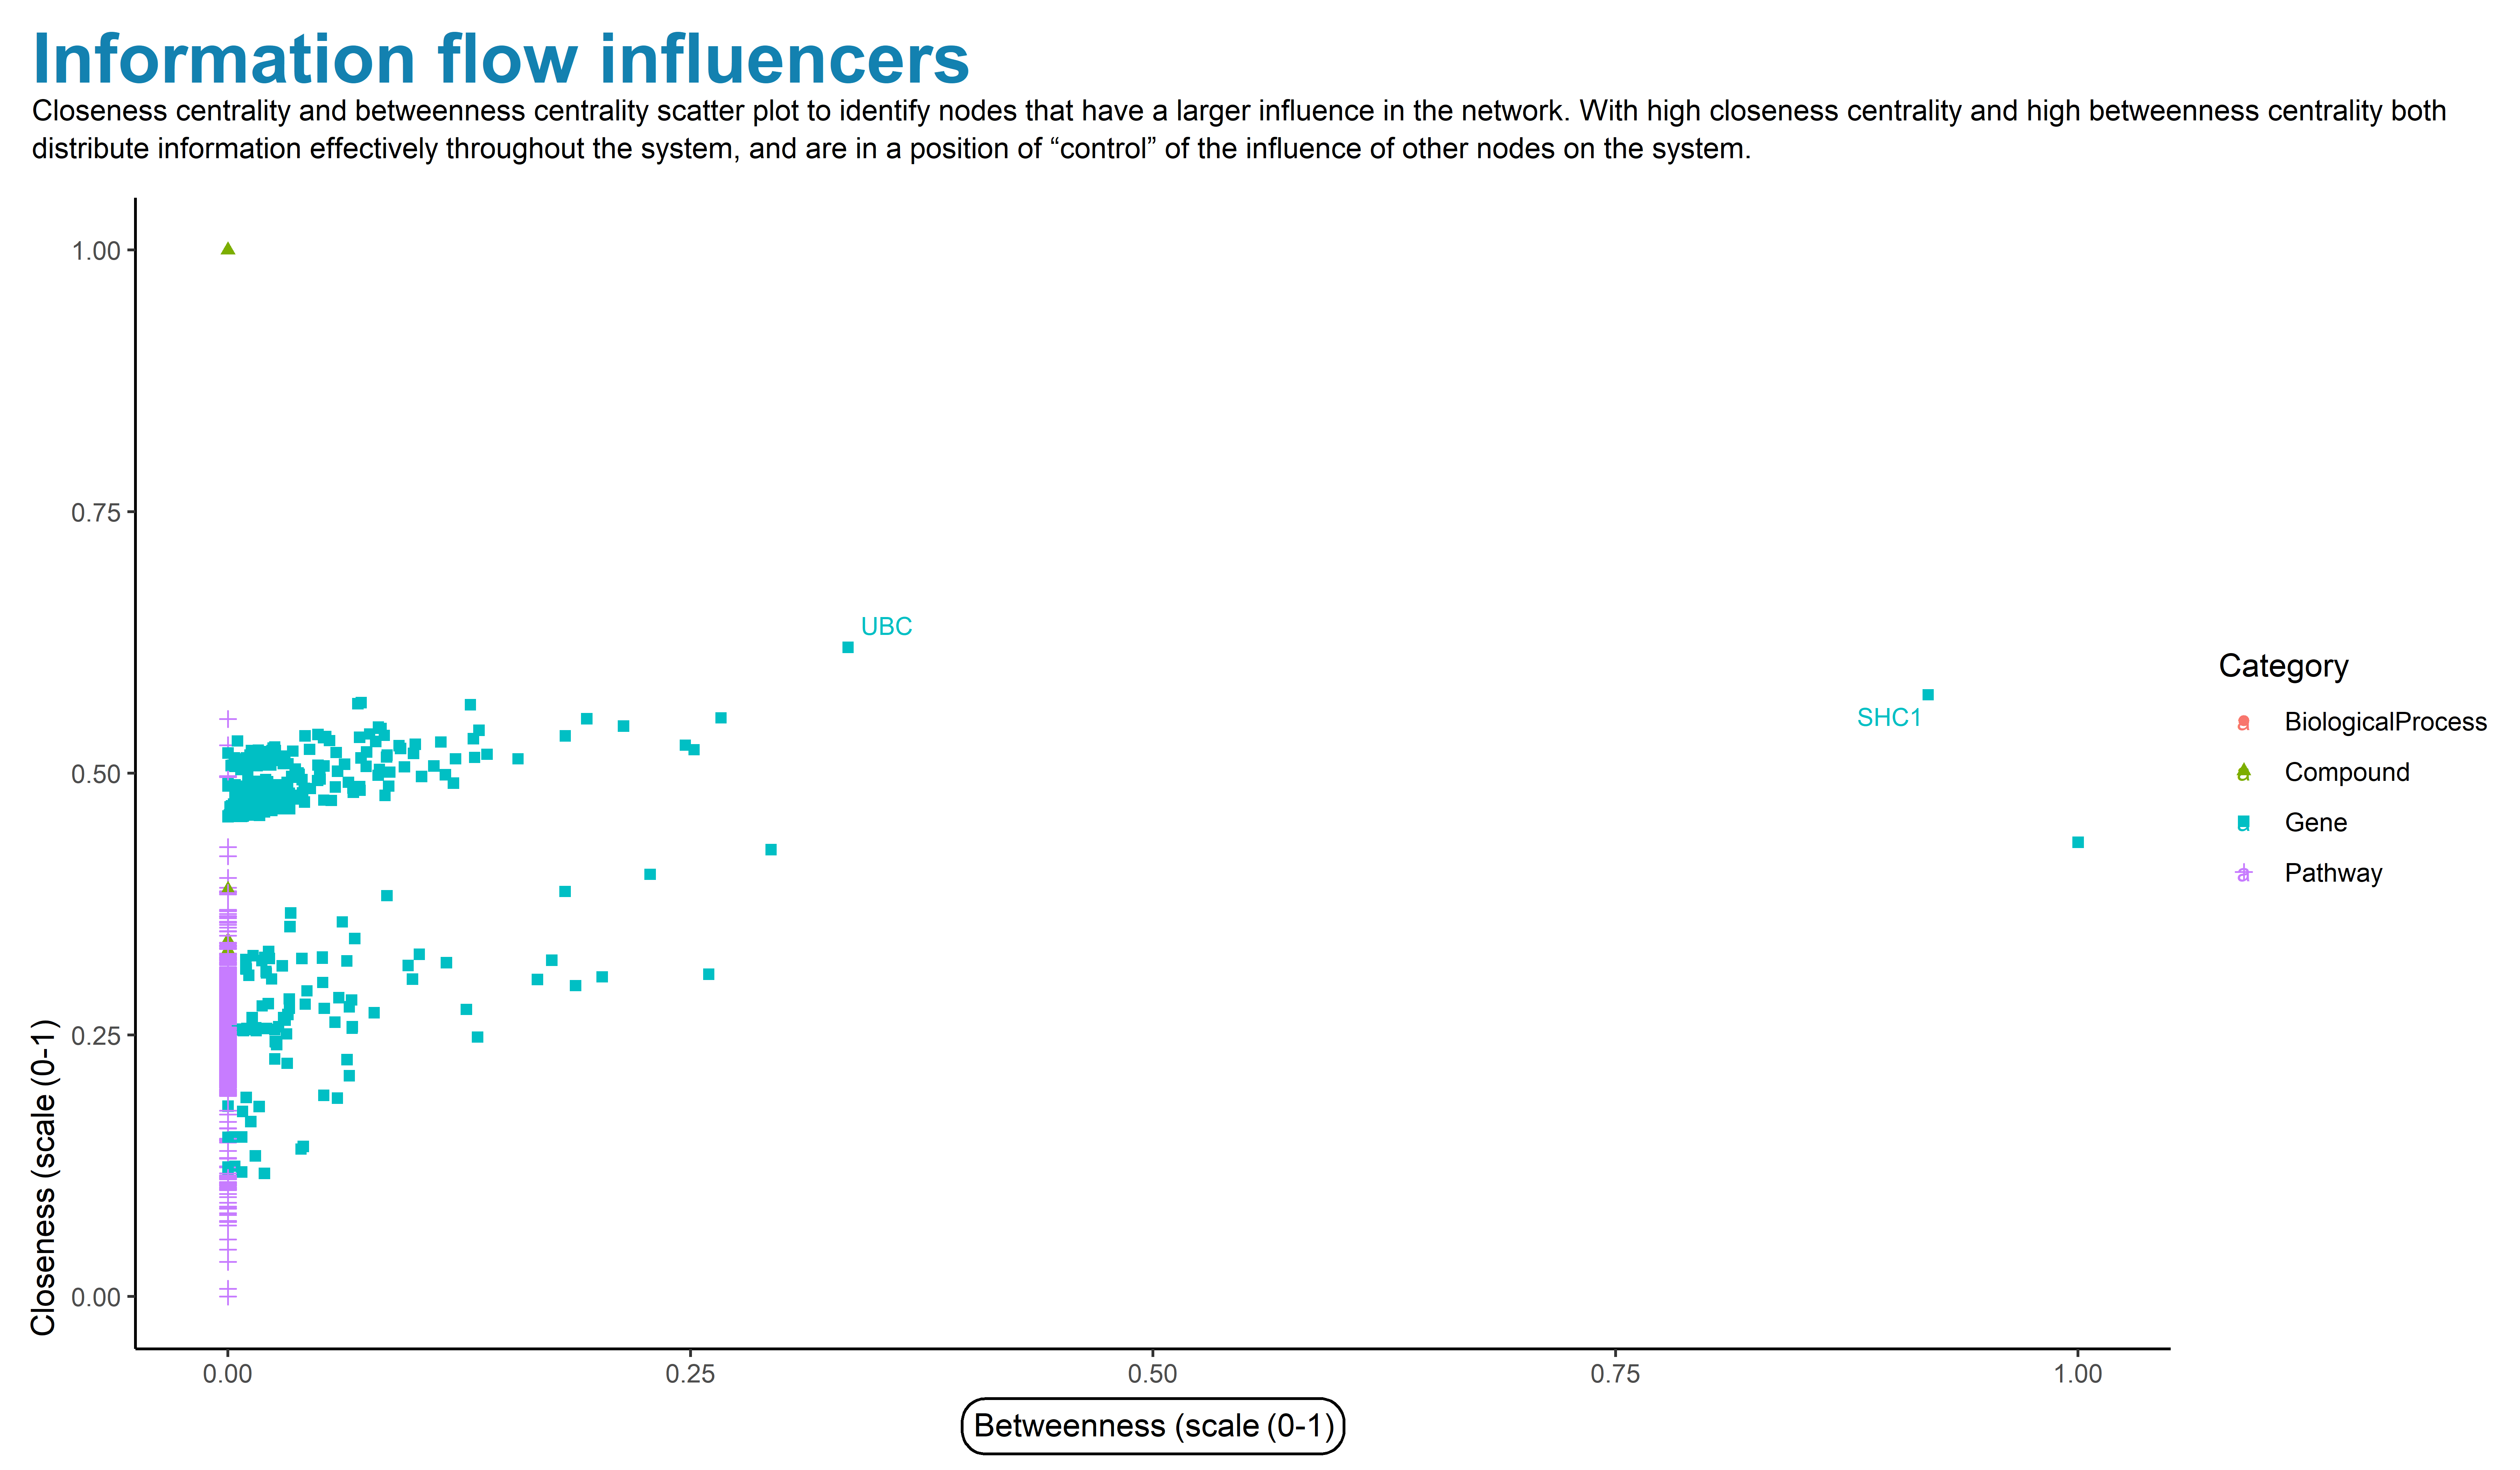 Information flow influencers
Closeness centrality and betweenness centrality scatter plot to identify nodes that have a larger influence in the network. With high closeness centrality and high betweenness centrality both
distribute information effectively throughout the system, and are in a position of “control” of the influence of other nodes on the system.
1.00
0.75
0.50
0.25
0.00
Closeness (scale (0-1)
UBC
SHC1
Category
a BiologicalProcess
a Compound
a Gene
a Pathway
0.00 0.25 0.50 0.75 1.00
Betweenness (scale (0-1)